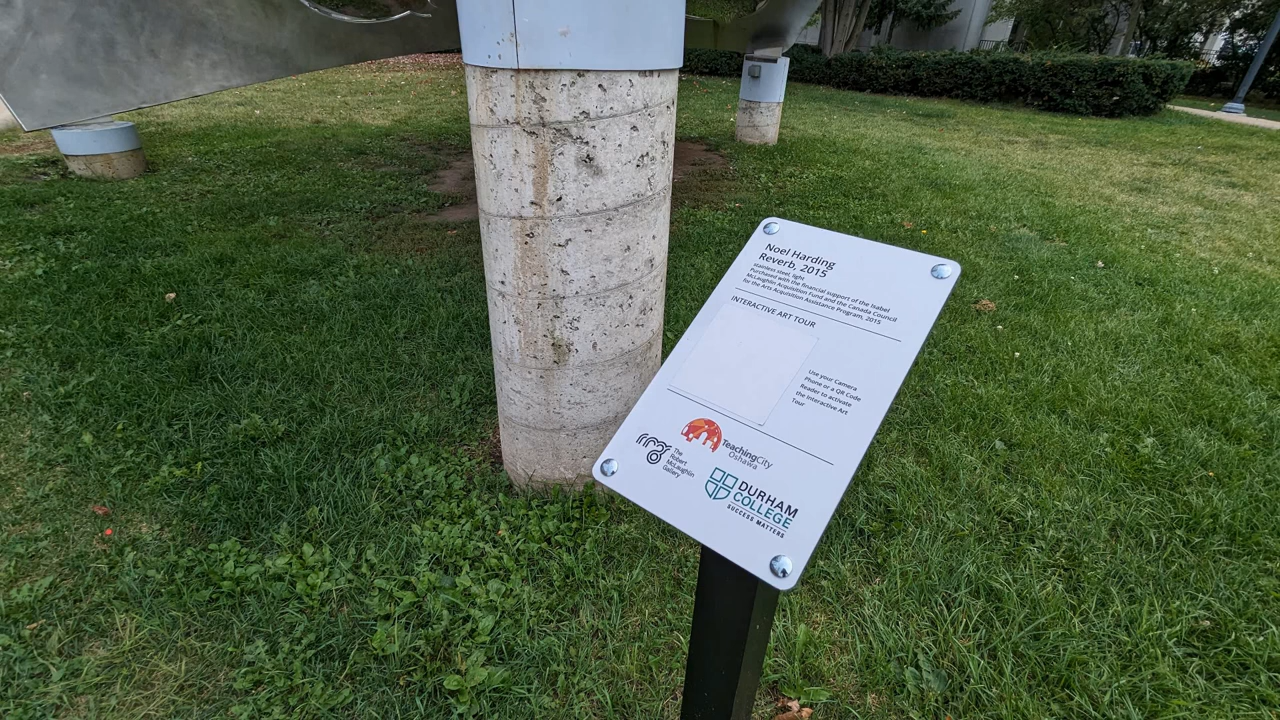 Noel Harding
Reverb, 2015
stainless steel, light
Purchased with the financial support of the Isabel
McLaughlin Acquisition Fund and the Canada Council
for the Arts Acquisition Assistance Program, 2015
INTERACTIVE ART TOUR
Use your Camera
Phone or a QR Code
Reader to activate
the Interactive Art
Tour
TeachingCity
Oshawa
rmg
The
Robert
McLaughlin
Gallery
DURHAM
COLLEGE
SUCCESS MATTERS